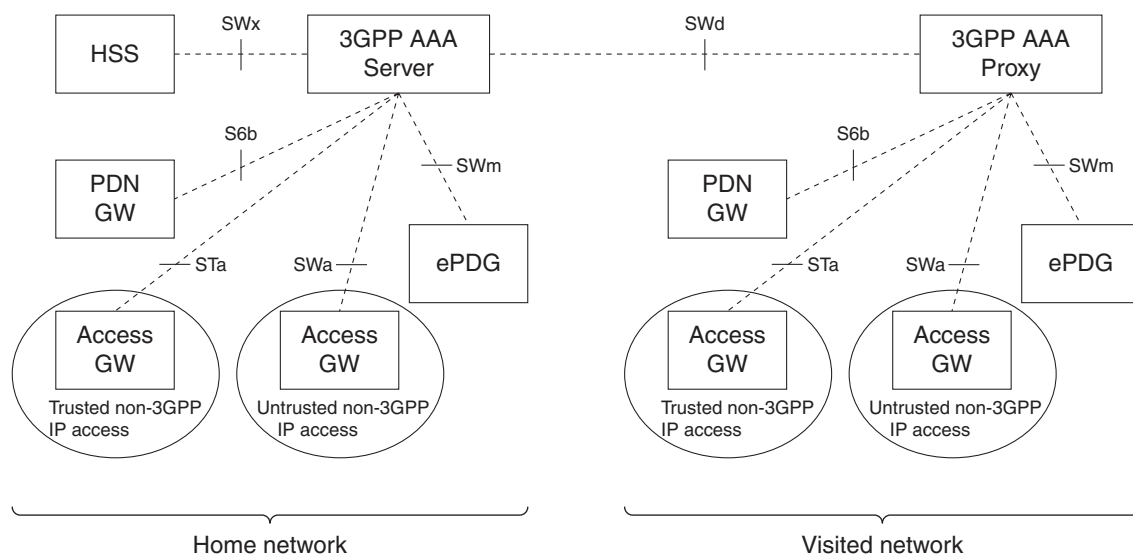 SWx
SWd
HSS
3GPP AAA
Server
3GPP AAA
Proxy
S6b
S6b
SWm
SWm
PDN
GW
PDN
GW
ePDG
ePDG
STa
SWa
STa
SWa
Access
GW
Access
GW
Access
GW
Access
GW
Trusted non-3GPP
IP access
Untrusted non-3GPP
IP access
Trusted non-3GPP
IP access
Untrusted non-3GPP
IP access
Home network
Visited network